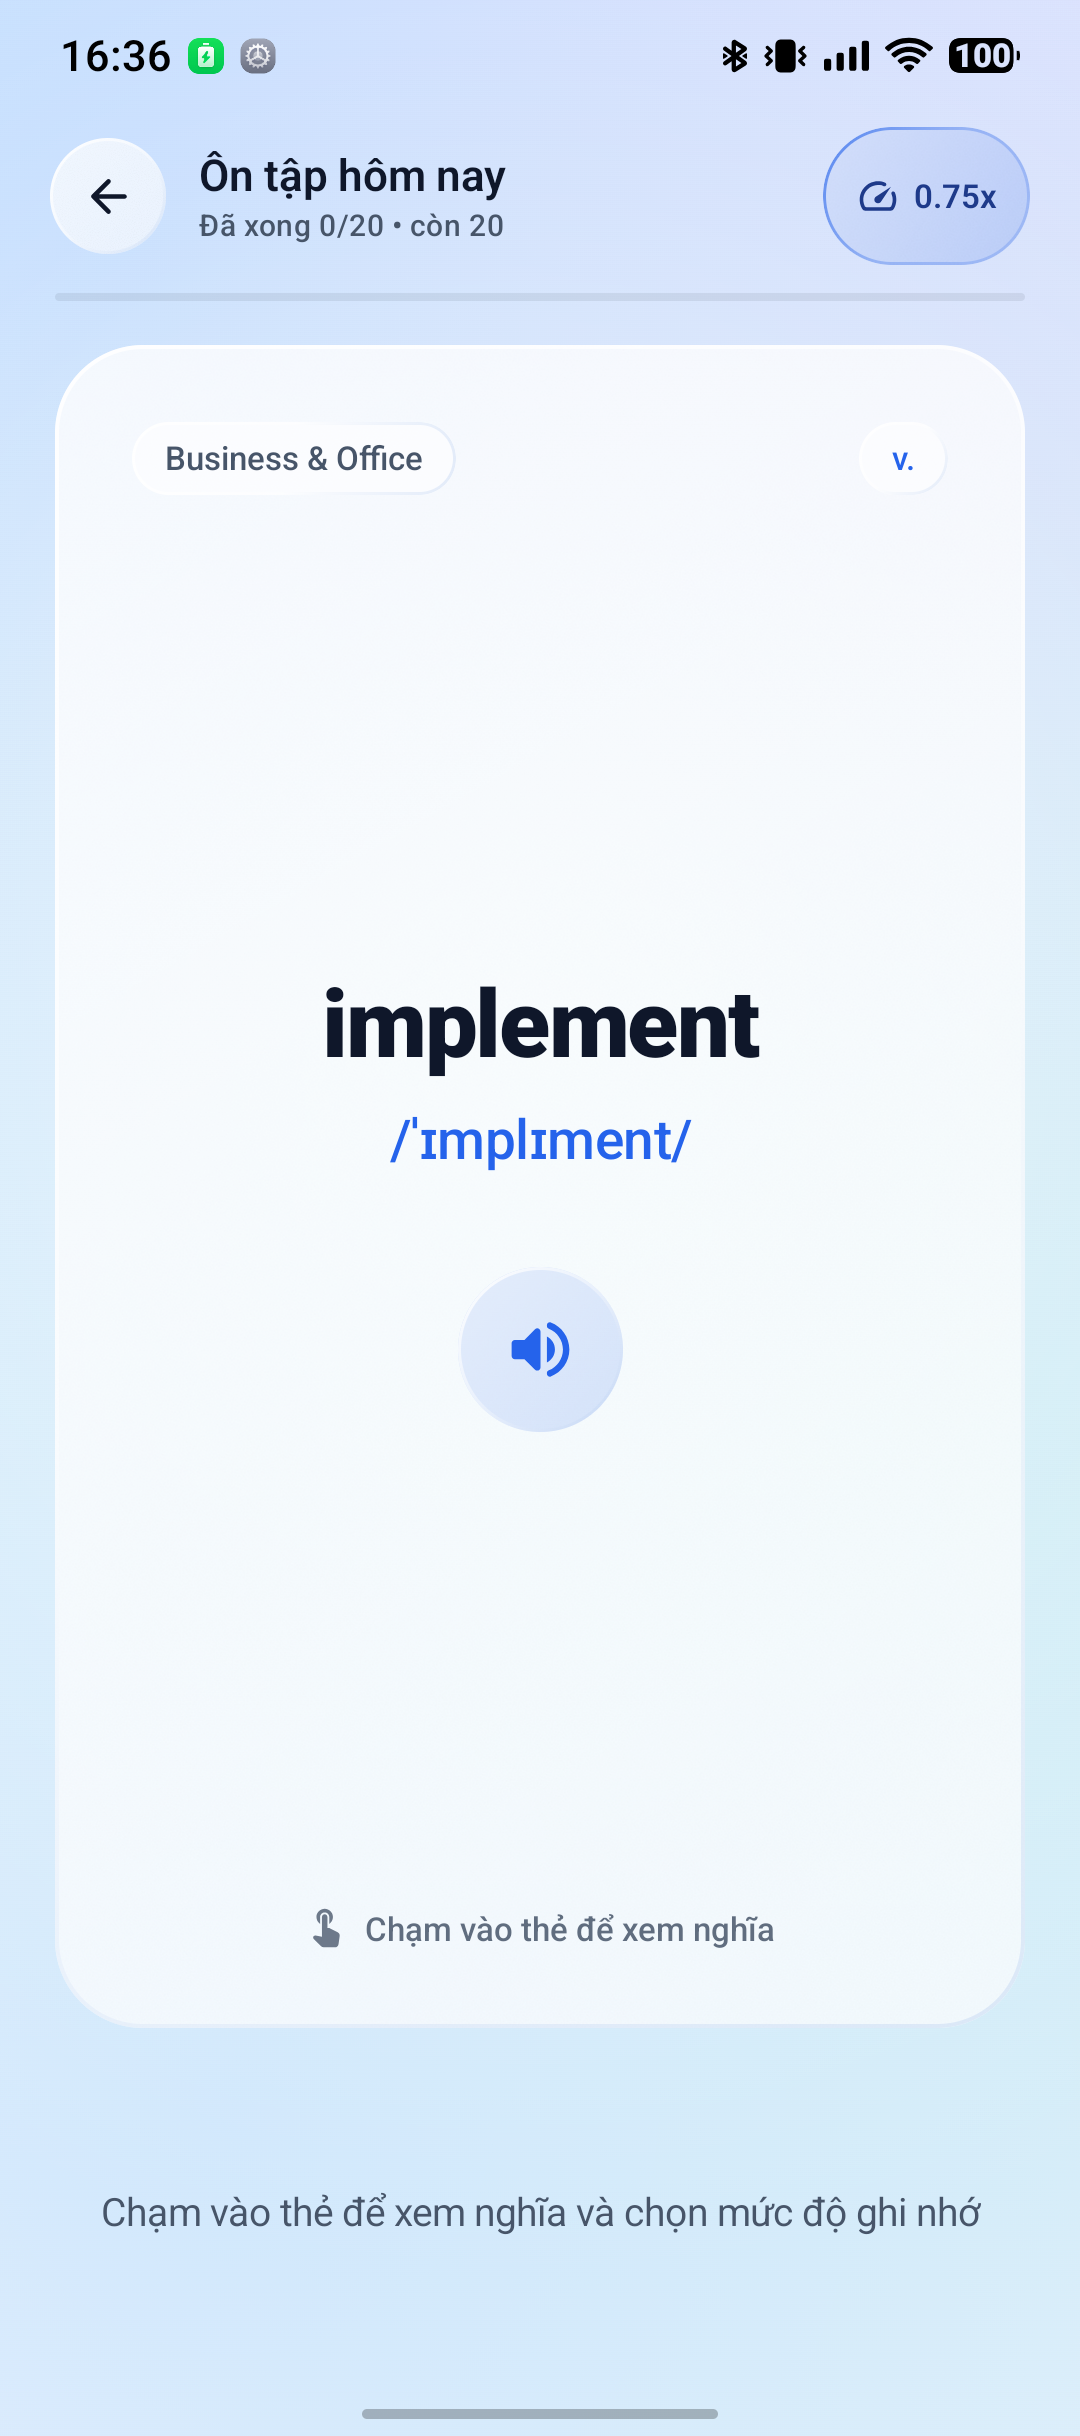 16:36
100
Ôn tập hôm nay
Đã xong 0/20 • còn 20
0.75x
Business & Office
v.
implement
/ˈɪmplɪment/
Chạm vào thẻ để xem nghĩa
Chạm vào thẻ để xem nghĩa và chọn mức độ ghi nhớ